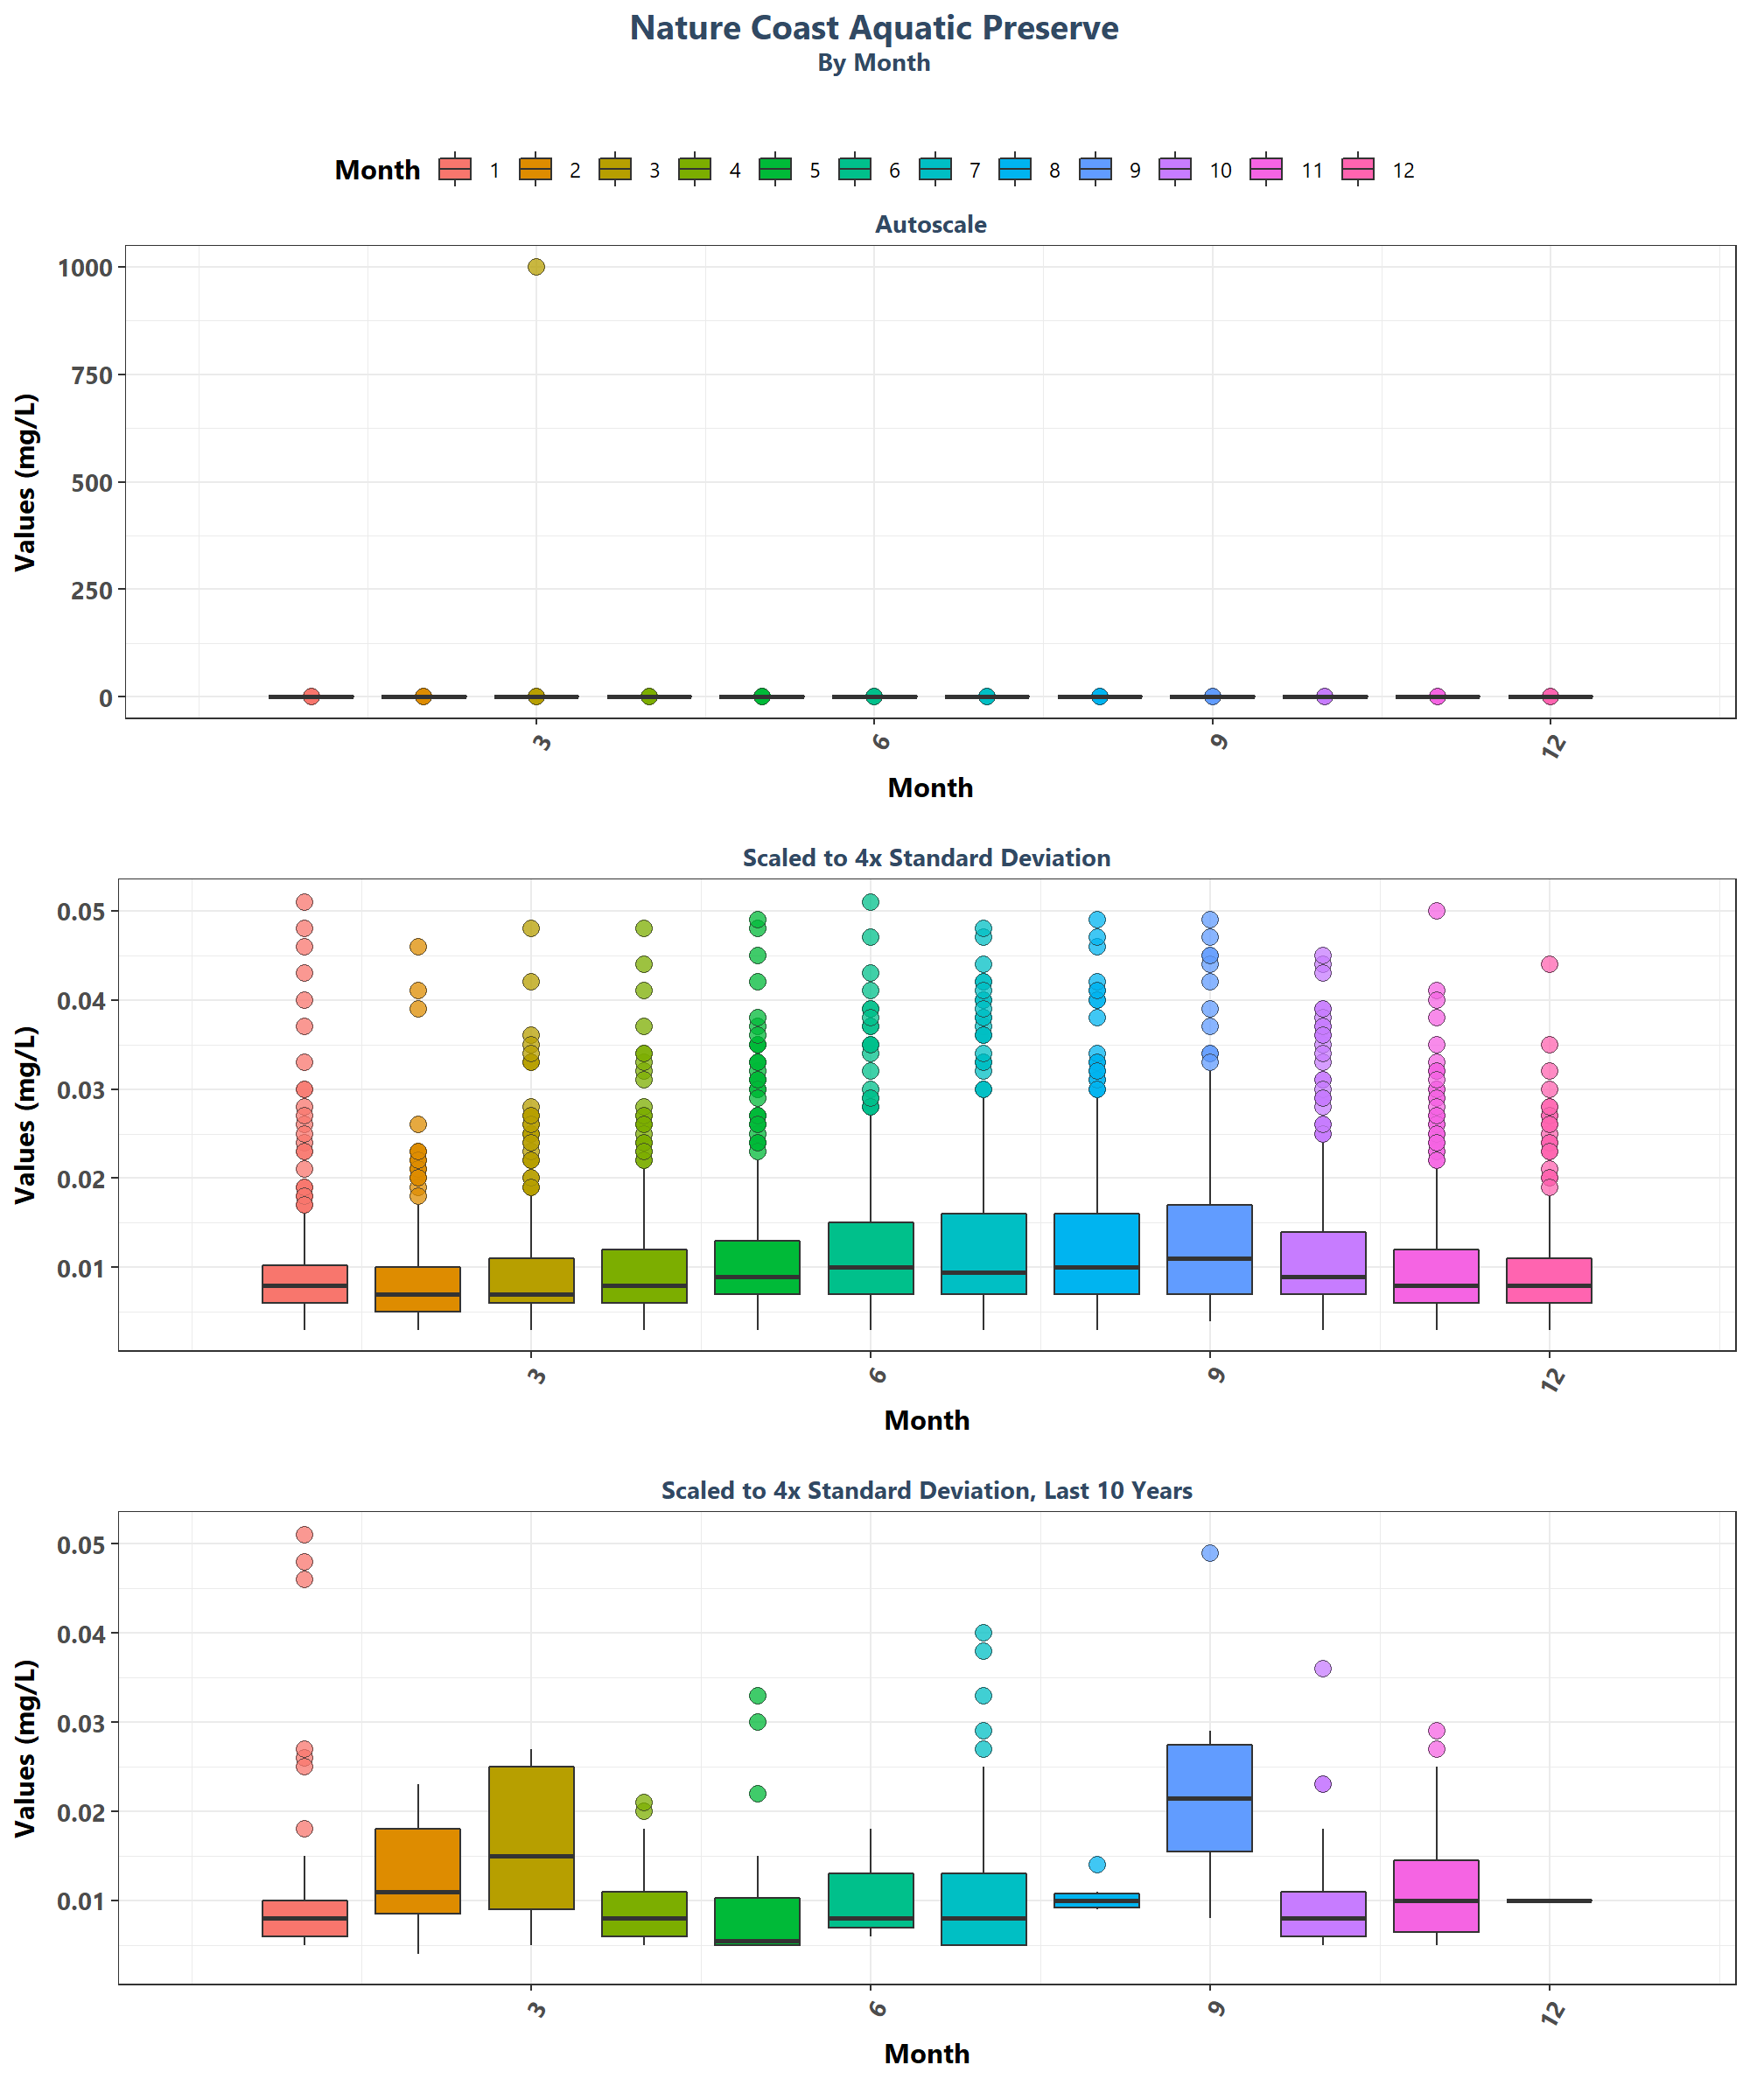 Nature Coast Aquatic Preserve
By Month
Month 1 2 3 4 5 6 7 8 9 10 11 12
Autoscale
Values (mg/L)
1000
750
500
250
0
3 6 9 12
Month
Scaled to 4x Standard Deviation
Values (mg/L)
0.05
0.04
0.03
0.02
0.01
3 6 9 12
Month
Scaled to 4x Standard Deviation, Last 10 Years
Values (mg/L)
0.05
0.04
0.03
0.02
0.01
3 6 9 12
Month